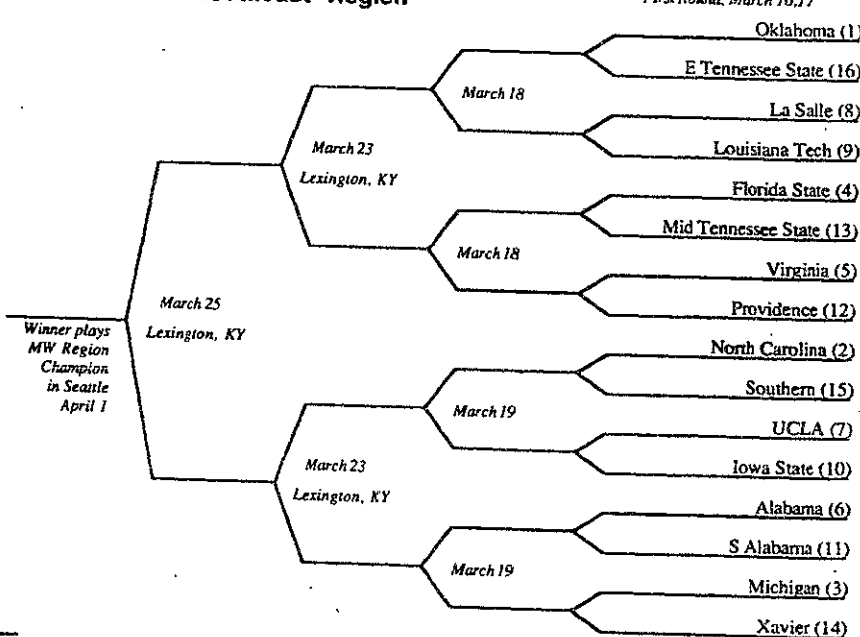 Region
First Round, March 16,17
Oklahoma (1)
E Tennessee State (16)
March 18
La Salle (8)
Louisiana Tech (9)
March 23
Lexington, KY
Florida State (4)
Mid Tennessee State (13)
March 18
Virginia (5)
Providence (12)
March 25
Lexington, KY
Winner plays
MW Region
Champion
in Seattle
April 1
North Carolina (2)
Southern (15)
March 19
UCLA (7)
Iowa State (10)
March 23
Lexington, KY
Alabama (6)
S Alabama (11)
March 19
Michigan (3)
Xavier (14)